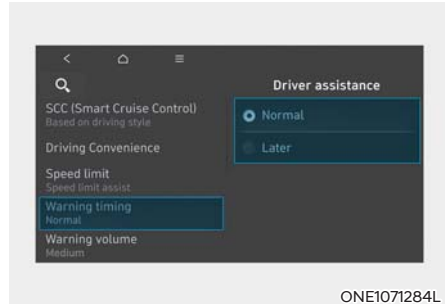 Driver assistance
SCC (Smart Cruise Control)
Based on driving style
Driving Convenience
Speed limit
Speed limit assist
Warning timing
Normal
Warning volume
Medium
Normal
Later
ONE1071284L